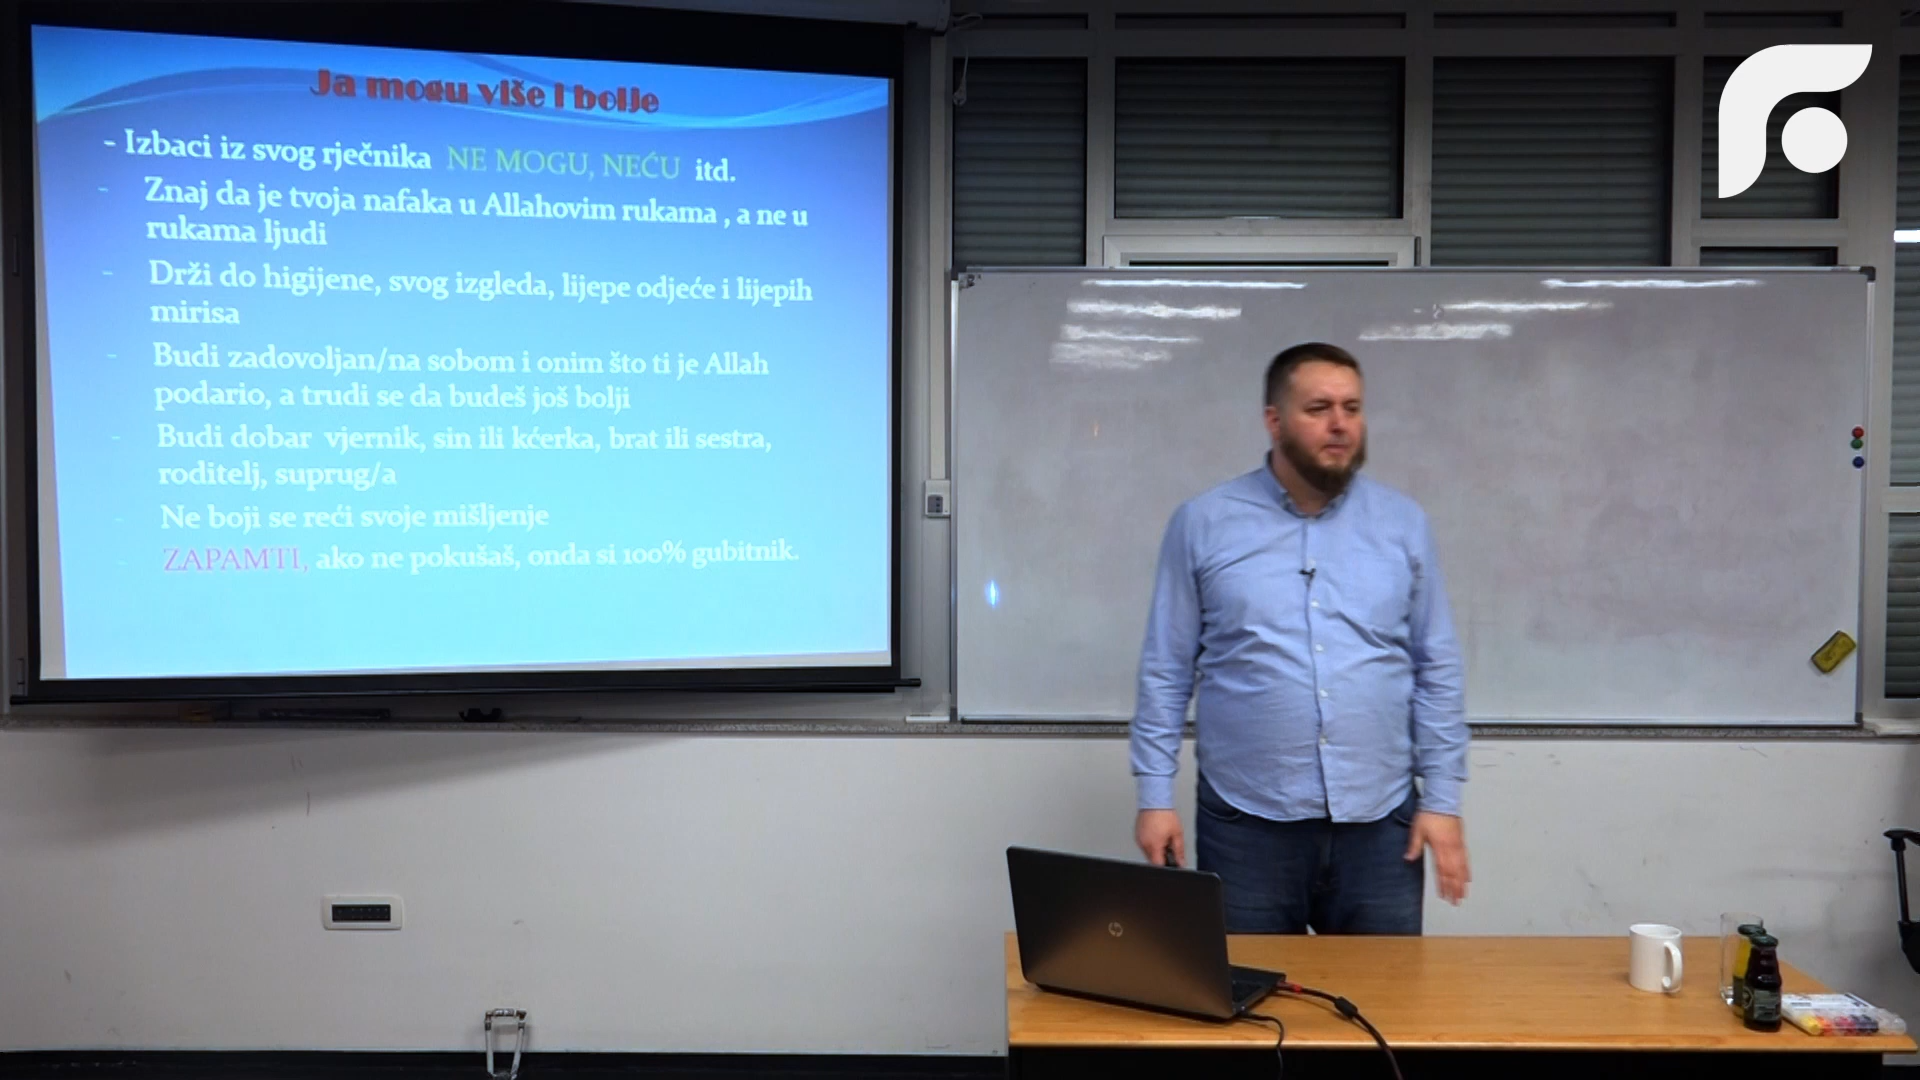 Ja mogu više I bolje
- Izbaci iz svog rječnika NE MOGU, NEĆU itd.
- Znaj da je tvoja nafaka u Allahovim rukama , a ne u
rukama ljudi
- Drži do higijene, svog izgleda, lijepe odjeće i lijepih
mirisa
- Budi zadovoljan/na sobom i onim što ti je Allah
podario, a trudi se da budeš još bolji
- Budi dobar vjernik, sin ili kćerka, brat ili sestra,
roditelj, suprug/a
- Ne boji se reći svoje mišljenje
- ZAPAMTI, ako ne pokušaš, onda si 100% gubitnik.
hp